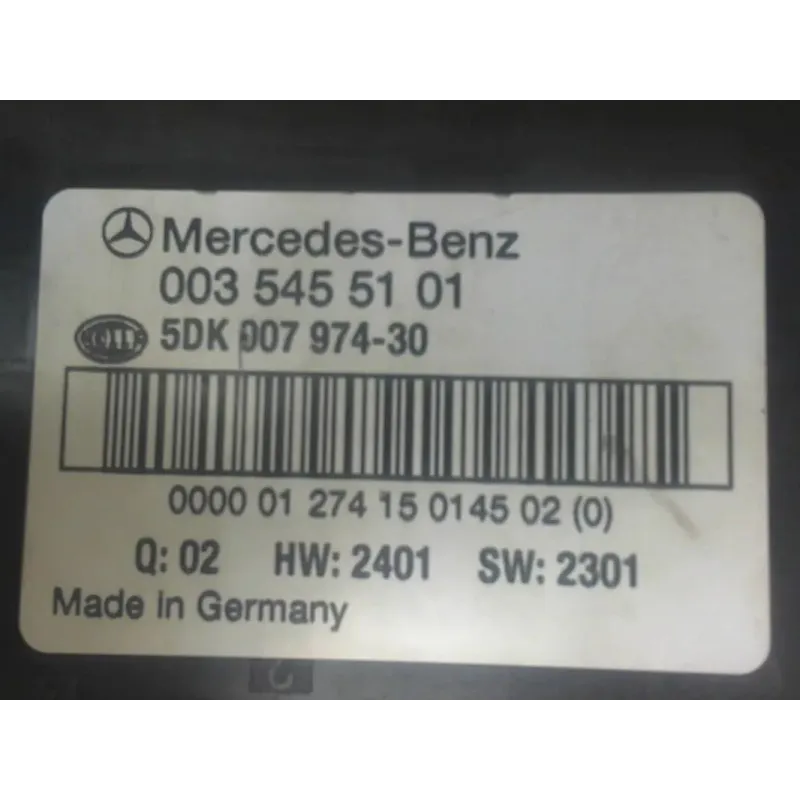 Mercedes-Benz
003 545 51 01
5DK 007 974-30
0000 01 274 15 0145 02 (0)
Q: 02 HW: 2401 SW: 2301
Made in Germany